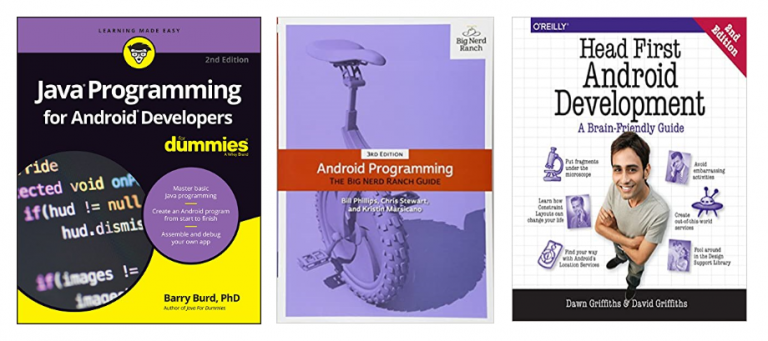 LEARNING MADE EASY
2nd Edition
Java Programming
for Android® Developers
for
dummies
A Wiley Brand
ride
ected void onA
if(hud != null
hud.dismis
if(images !=
image
Master basic
Java programming
Create an Android program
from start to finish
Assemble and debug
your own app
Barry Burd, PhD
Author of Java For Dummies
Big Nerd
Ranch
3RD EDITION
Android Programming
THE BIG NERD RANCH GUIDE
Bill Phillips, Chris Stewart,
and Kristin Marsicano
O'REILLY®
2nd
Edition
Head First
Android
Development
A Brain-Friendly Guide
Put fragments
under the
microscope
Avoid
embarrassing
activities
Learn how
Constraint
Layouts can
change your life
Create
out-of-this-world
services
Find your way
with Android's
Location Services
Pool around
in the Design
Support Library
Dawn Griffiths & David Griffiths